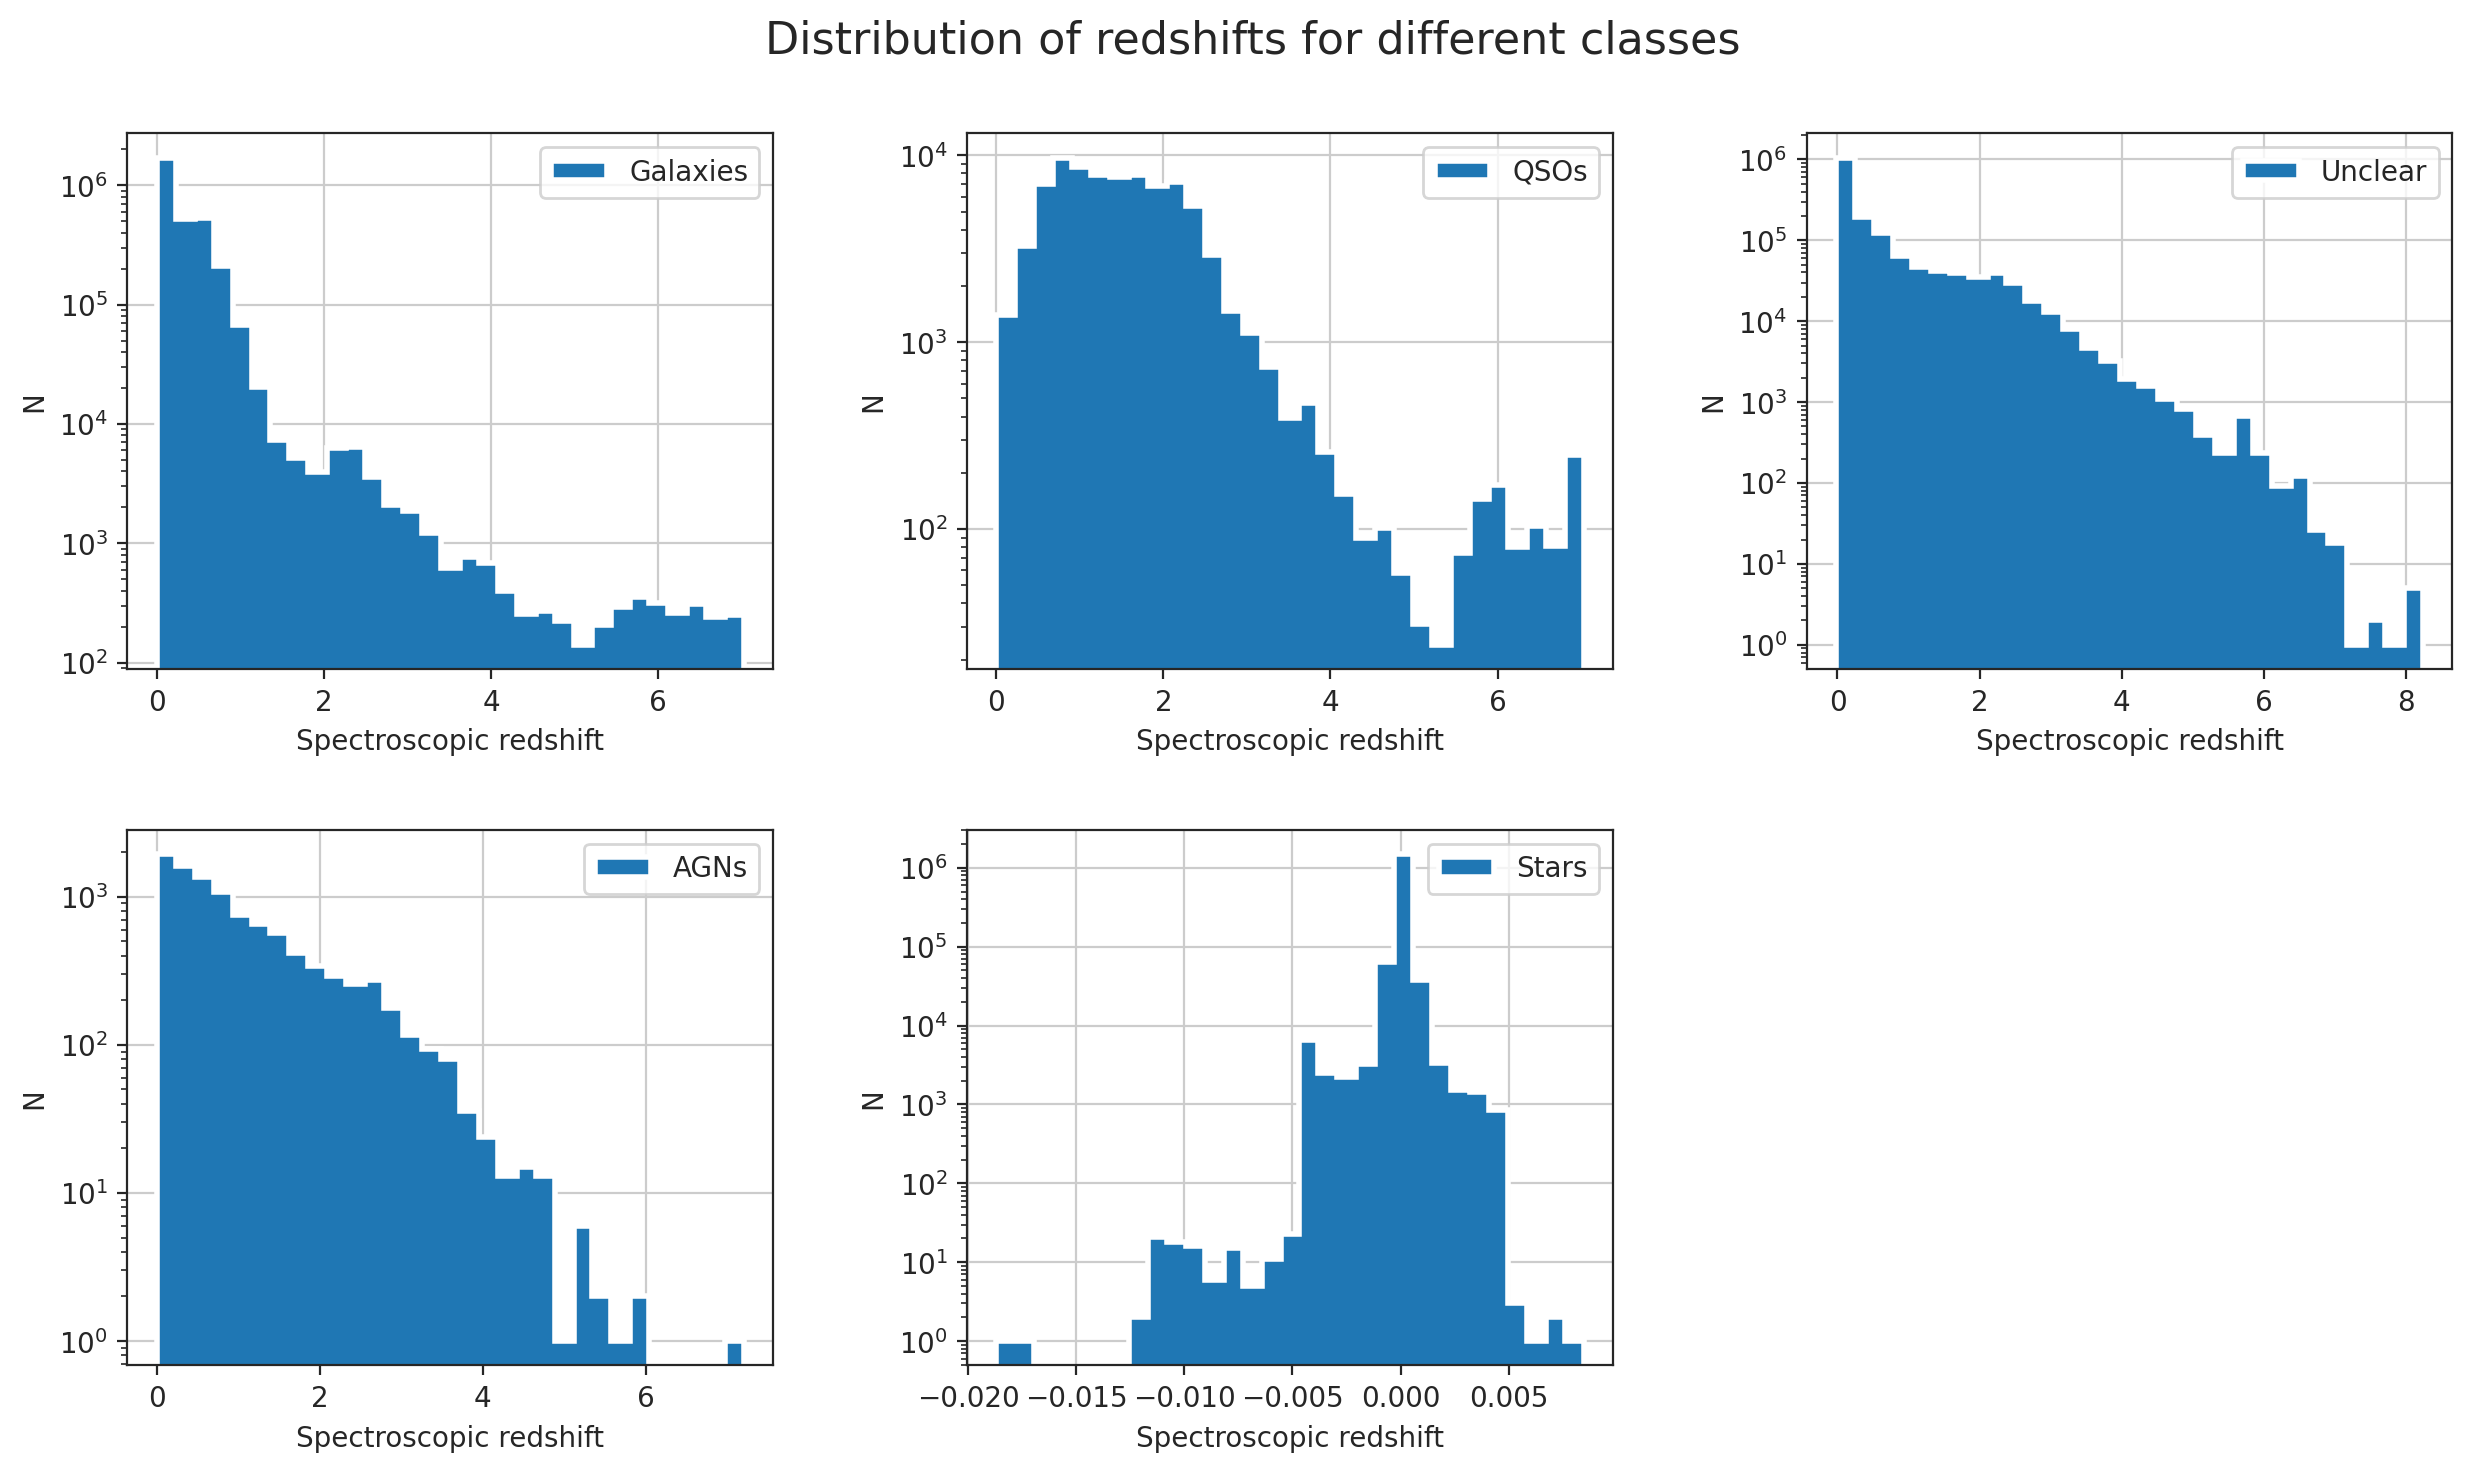 Distribution of redshifts for different classes
Galaxies
N
10⁶
10⁵
10⁴
10³
10²
0 2 4 6
Spectroscopic redshift
QSOs
N
10⁴
10³
10²
0 2 4 6
Spectroscopic redshift
Unclear
N
10⁶
10⁵
10⁴
10³
10²
10¹
10⁰
0 2 4 6 8
Spectroscopic redshift
AGNs
N
10³
10²
10¹
10⁰
0 2 4 6
Spectroscopic redshift
Stars
N
10⁶
10⁵
10⁴
10³
10²
10¹
10⁰
−0.020 −0.015 −0.010 −0.005 0.000 0.005
Spectroscopic redshift